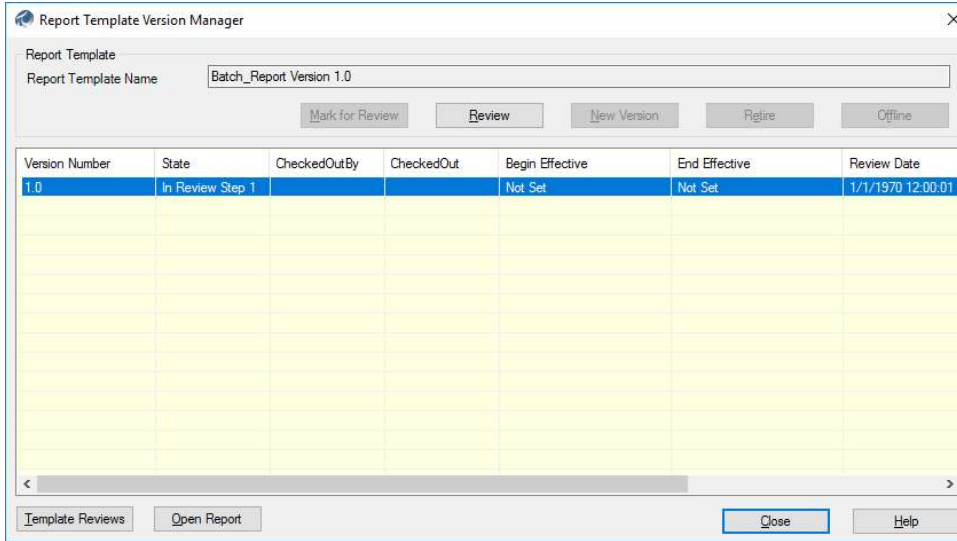 Report Template Version Manager
Report Template
Report Template Name Batch_Report Version 1.0
Mark for Review Review New Version Retire Offline
Version Number State CheckedOutBy CheckedOut Begin Effective End Effective Review Date
1.0 In Review Step 1 Not Set Not Set 1/1/1970 12:00:01
Template Reviews Open Report Close Help